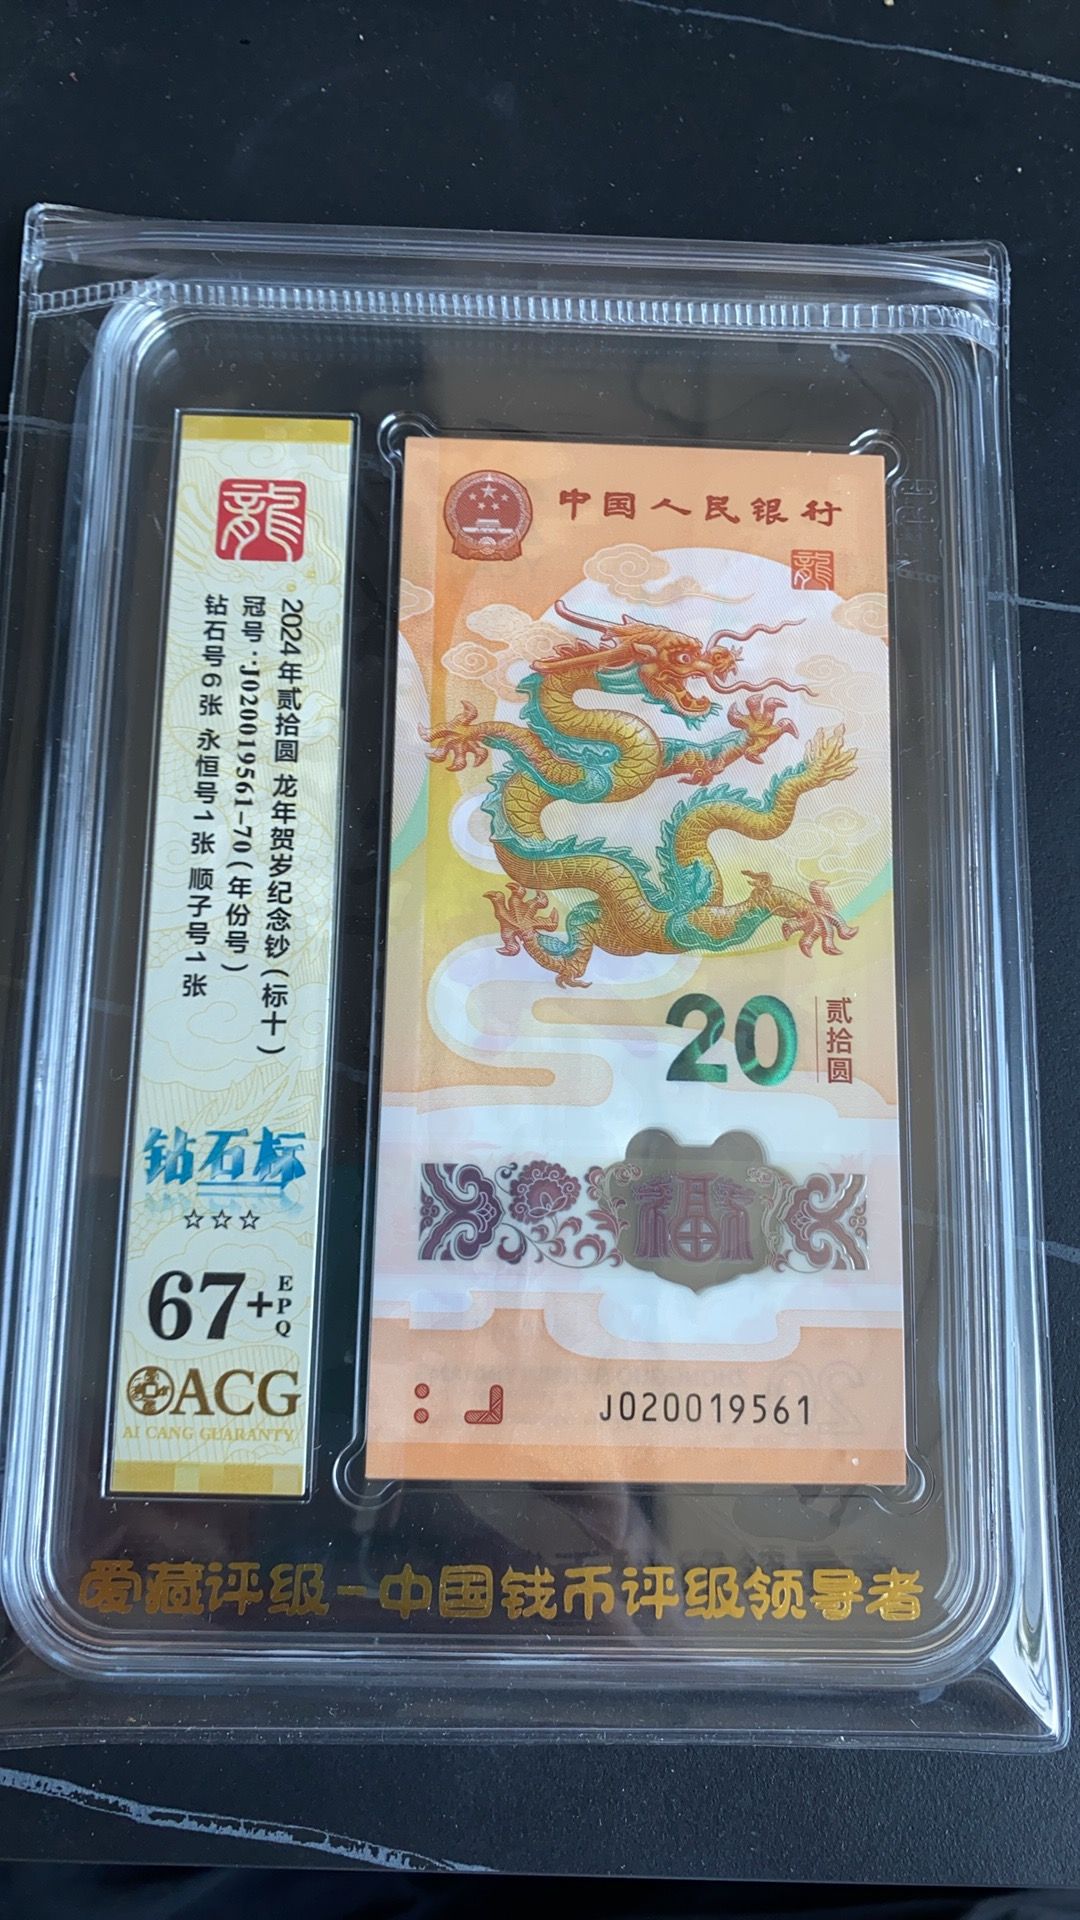 龍
2024年贰拾圆 龙年贺岁纪念钞(标十)
冠号:J020019561-70(年份号)
钻石号6张 永恒号1张 顺子号1张
钻石标
☆☆☆
67+EPQ
ACG
AI CANG GUARANTY
中国人民银行
龍
20
贰拾圆
福
J020019561
爱藏评级-中国钱币评级领导者